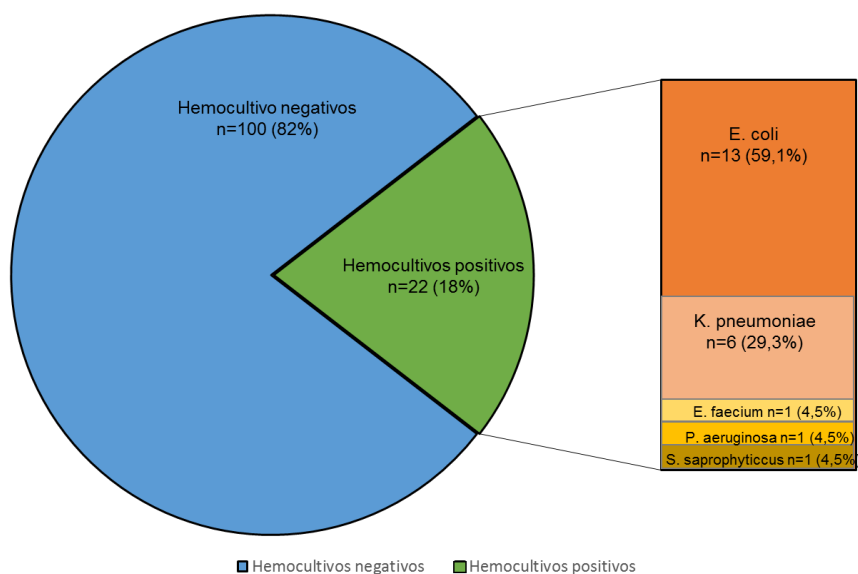 Hemocultivo negativos
n=100 (82%)
Hemocultivos positivos
n=22 (18%)
E. coli
n=13 (59,1%)
K. pneumoniae
n=6 (29,3%)
E. faecium n=1 (4,5%)
P. aeruginosa n=1 (4,5%)
S. saprophyticcus n=1 (4,5%)
Hemocultivos negativos
Hemocultivos positivos